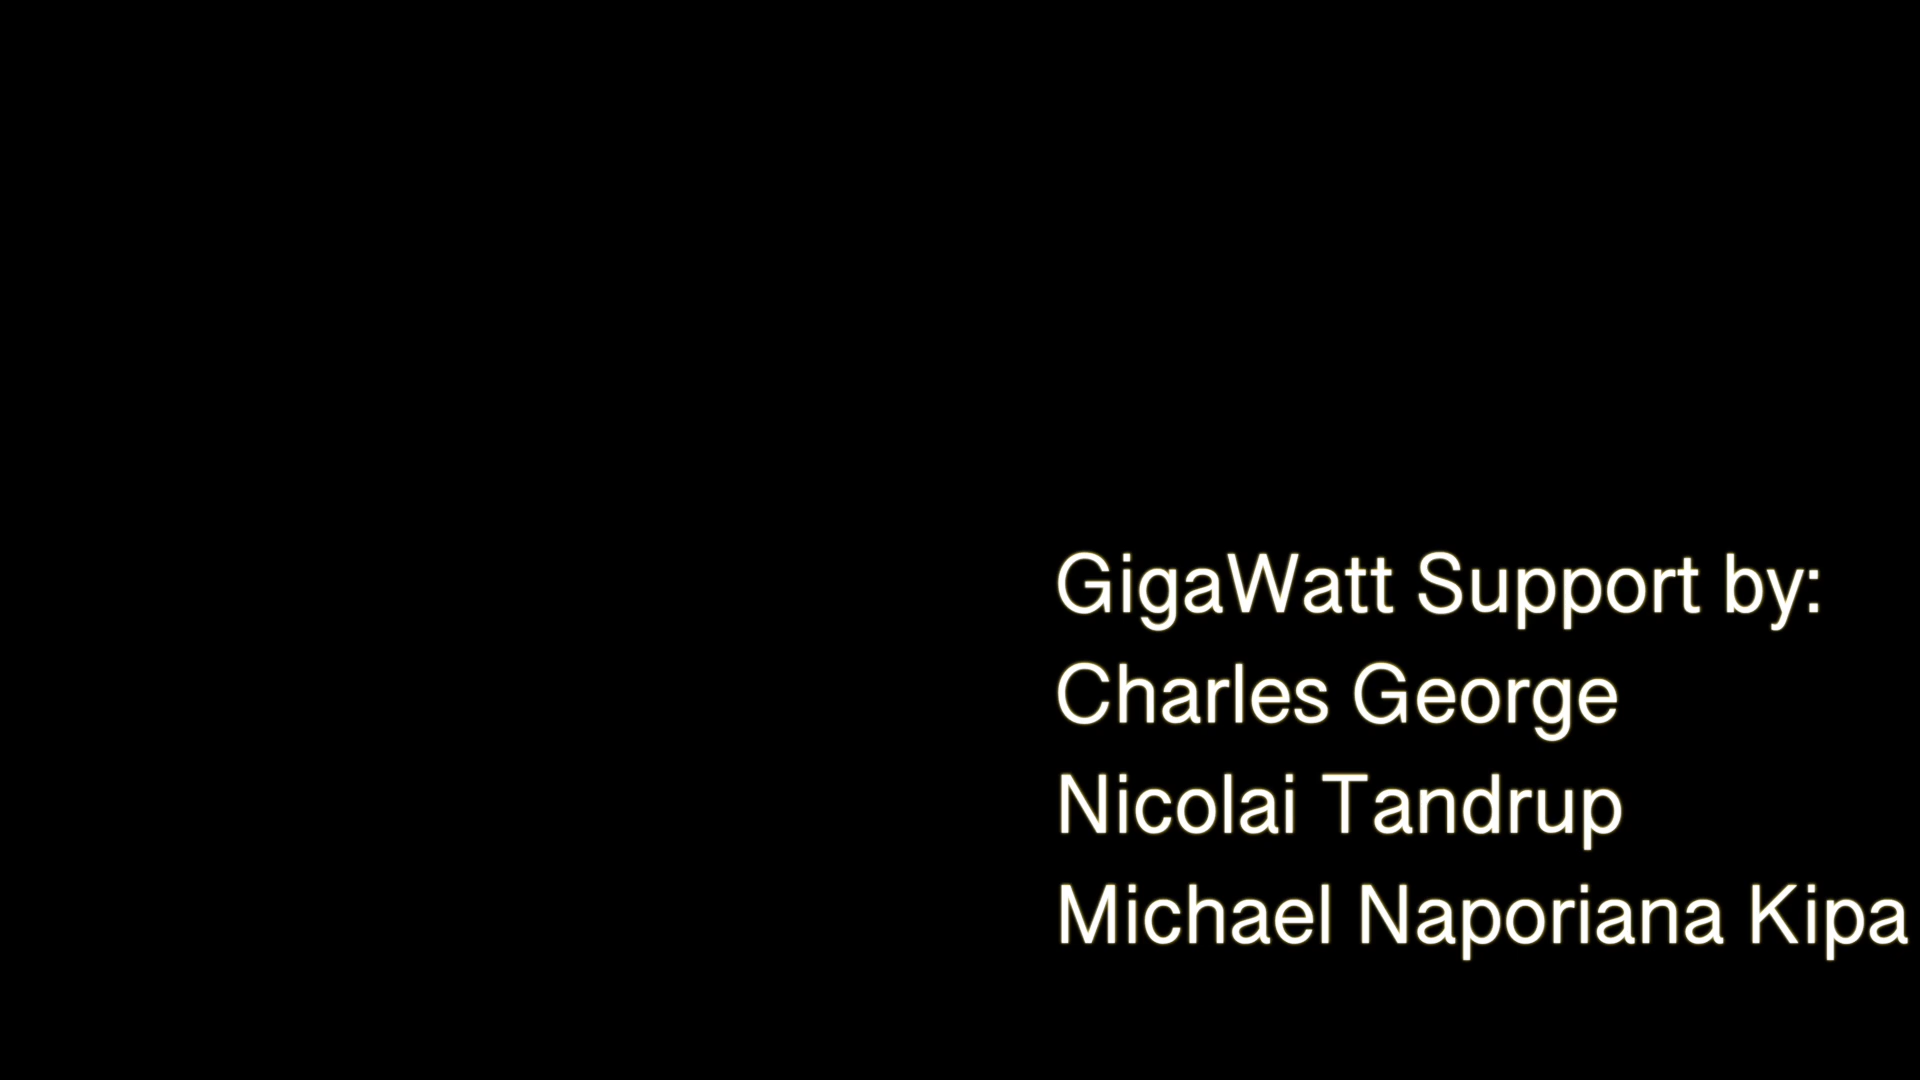 GigaWatt Support by:
Charles George
Nicolai Tandrup
Michael Naporiana Kipa